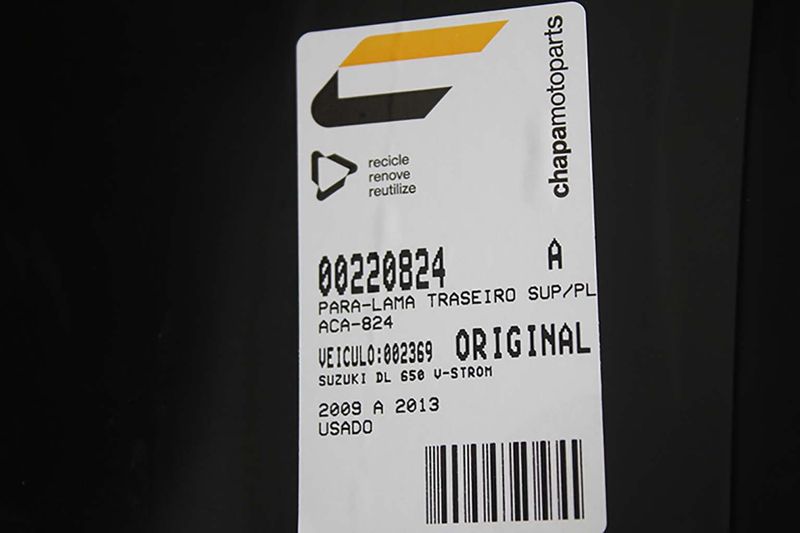 chapamotoparts
recicle
renove
reutilize
00220824 A
PARA-LAMA TRASEIRO SUP/PL
ACA-824
VEICULO:002369 ORIGINAL
SUZUKI DL 650 V-STROM
2009 A 2013
USADO